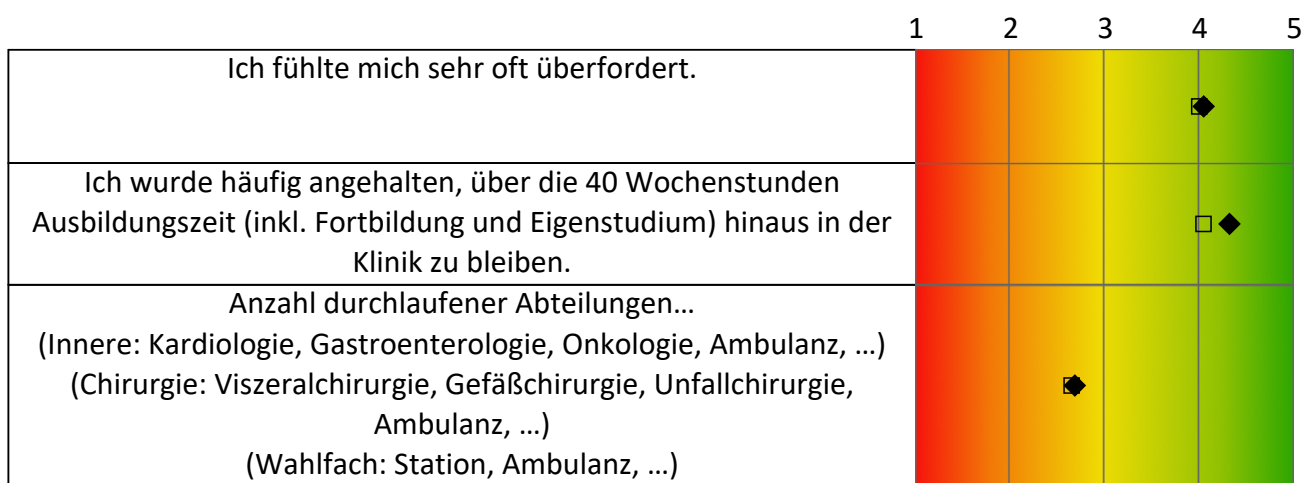 1 2 3 4 5
Ich fühlte mich sehr oft überfordert.
Ich wurde häufig angehalten, über die 40 Wochenstunden
Ausbildungszeit (inkl. Fortbildung und Eigenstudium) hinaus in der
Klinik zu bleiben.
Anzahl durchlaufener Abteilungen…
(Innere: Kardiologie, Gastroenterologie, Onkologie, Ambulanz, …)
(Chirurgie: Viszeralchirurgie, Gefäßchirurgie, Unfallchirurgie,
Ambulanz, …)
(Wahlfach: Station, Ambulanz, …)